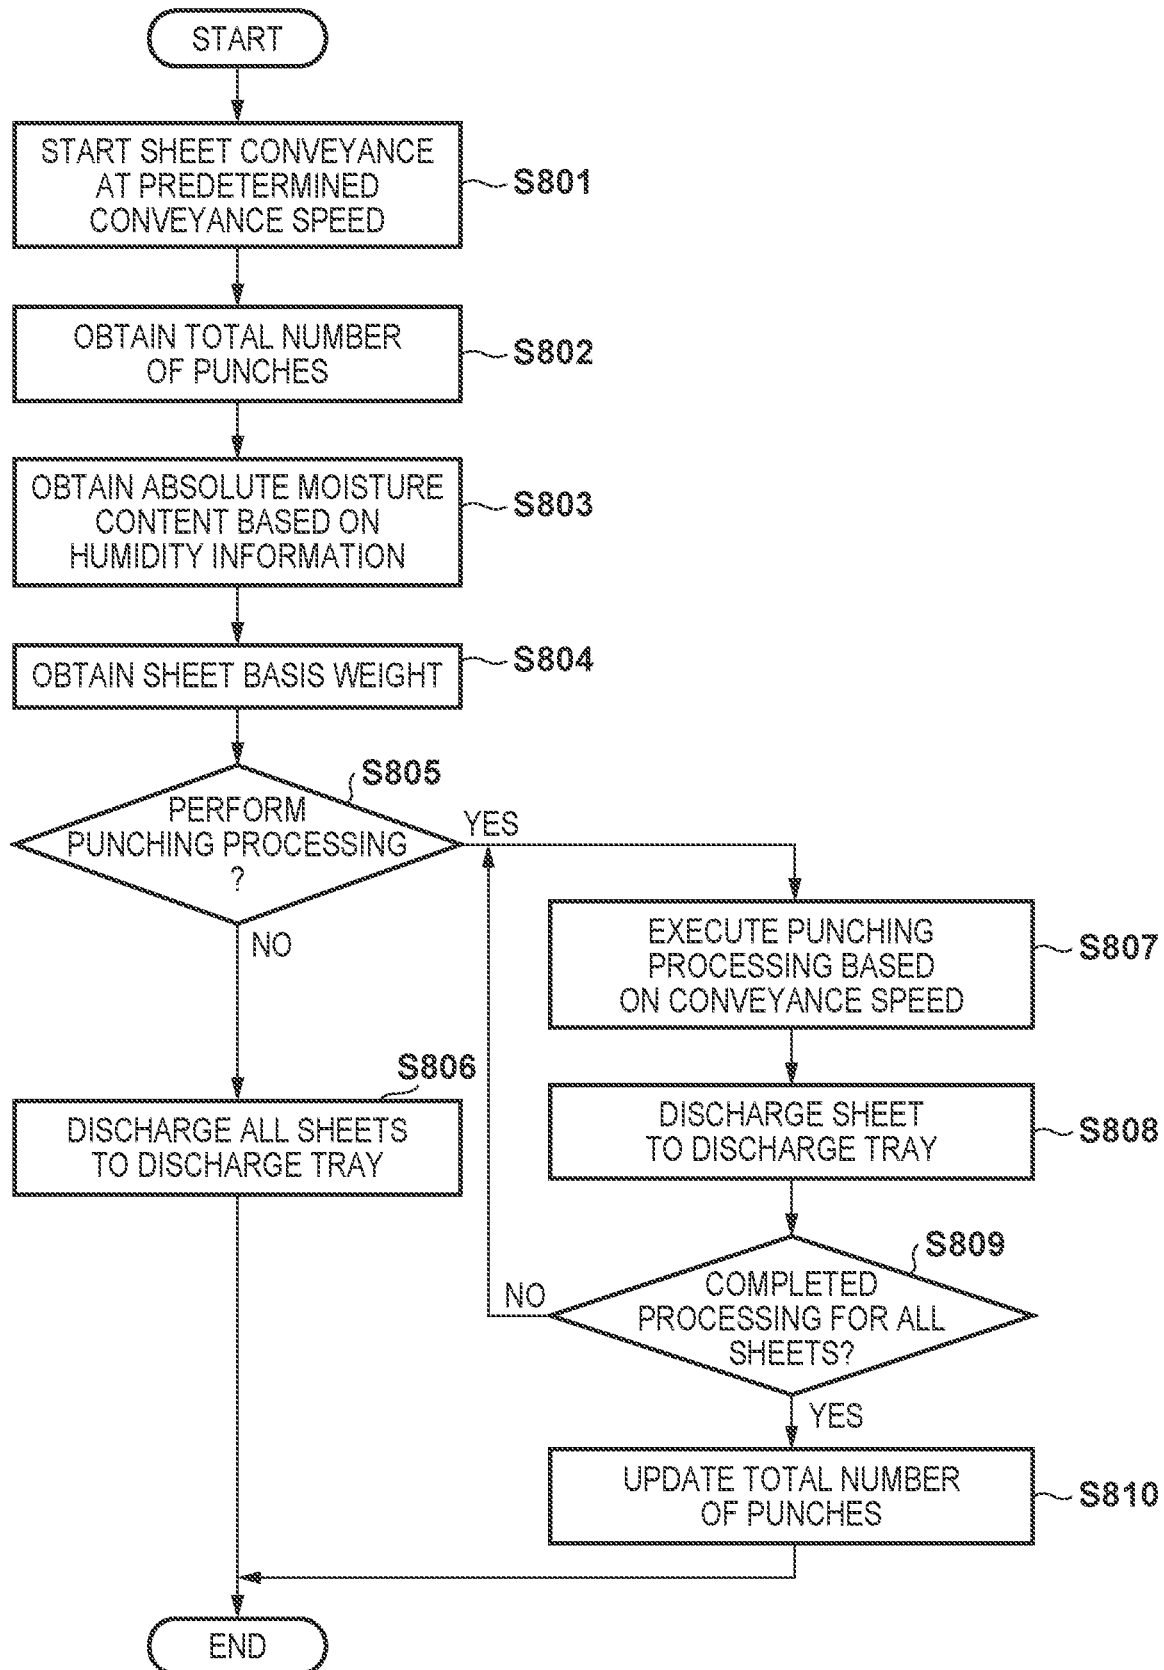 START
START SHEET CONVEYANCE
AT PREDETERMINED
CONVEYANCE SPEED
S801
OBTAIN TOTAL NUMBER
OF PUNCHES
S802
OBTAIN ABSOLUTE MOISTURE
CONTENT BASED ON
HUMIDITY INFORMATION
S803
OBTAIN SHEET BASIS WEIGHT
S804
PERFORM
PUNCHING PROCESSING
?
S805
YES
NO
DISCHARGE ALL SHEETS
TO DISCHARGE TRAY
S806
EXECUTE PUNCHING
PROCESSING BASED
ON CONVEYANCE SPEED
S807
DISCHARGE SHEET
TO DISCHARGE TRAY
S808
COMPLETED
PROCESSING FOR ALL
SHEETS?
S809
NO
YES
UPDATE TOTAL NUMBER
OF PUNCHES
S810
END